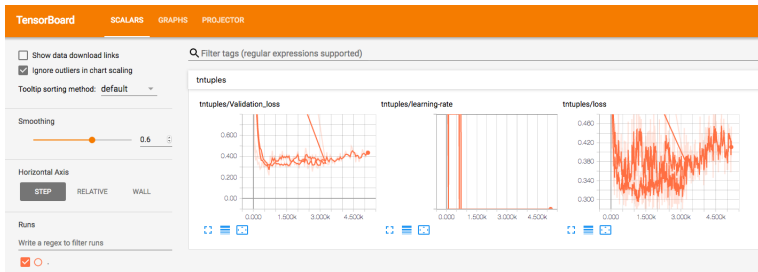 TensorBoard SCALARS GRAPHS PROJECTOR
Show data download links
Ignore outliers in chart scaling
Tooltip sorting method: default
Smoothing
0.6
Horizontal Axis
STEP RELATIVE WALL
Runs
Write a regex to filter runs
.
Filter tags (regular expressions supported)
tntuples
tntuples/Validation_loss
0.600
0.400
0.200
0.00
0.000 1.500k 3.000k 4.500k
tntuples/learning-rate
0.000 1.500k 3.000k 4.500k
tntuples/loss
0.460
0.420
0.380
0.340
0.300
0.000 1.500k 3.000k 4.500k